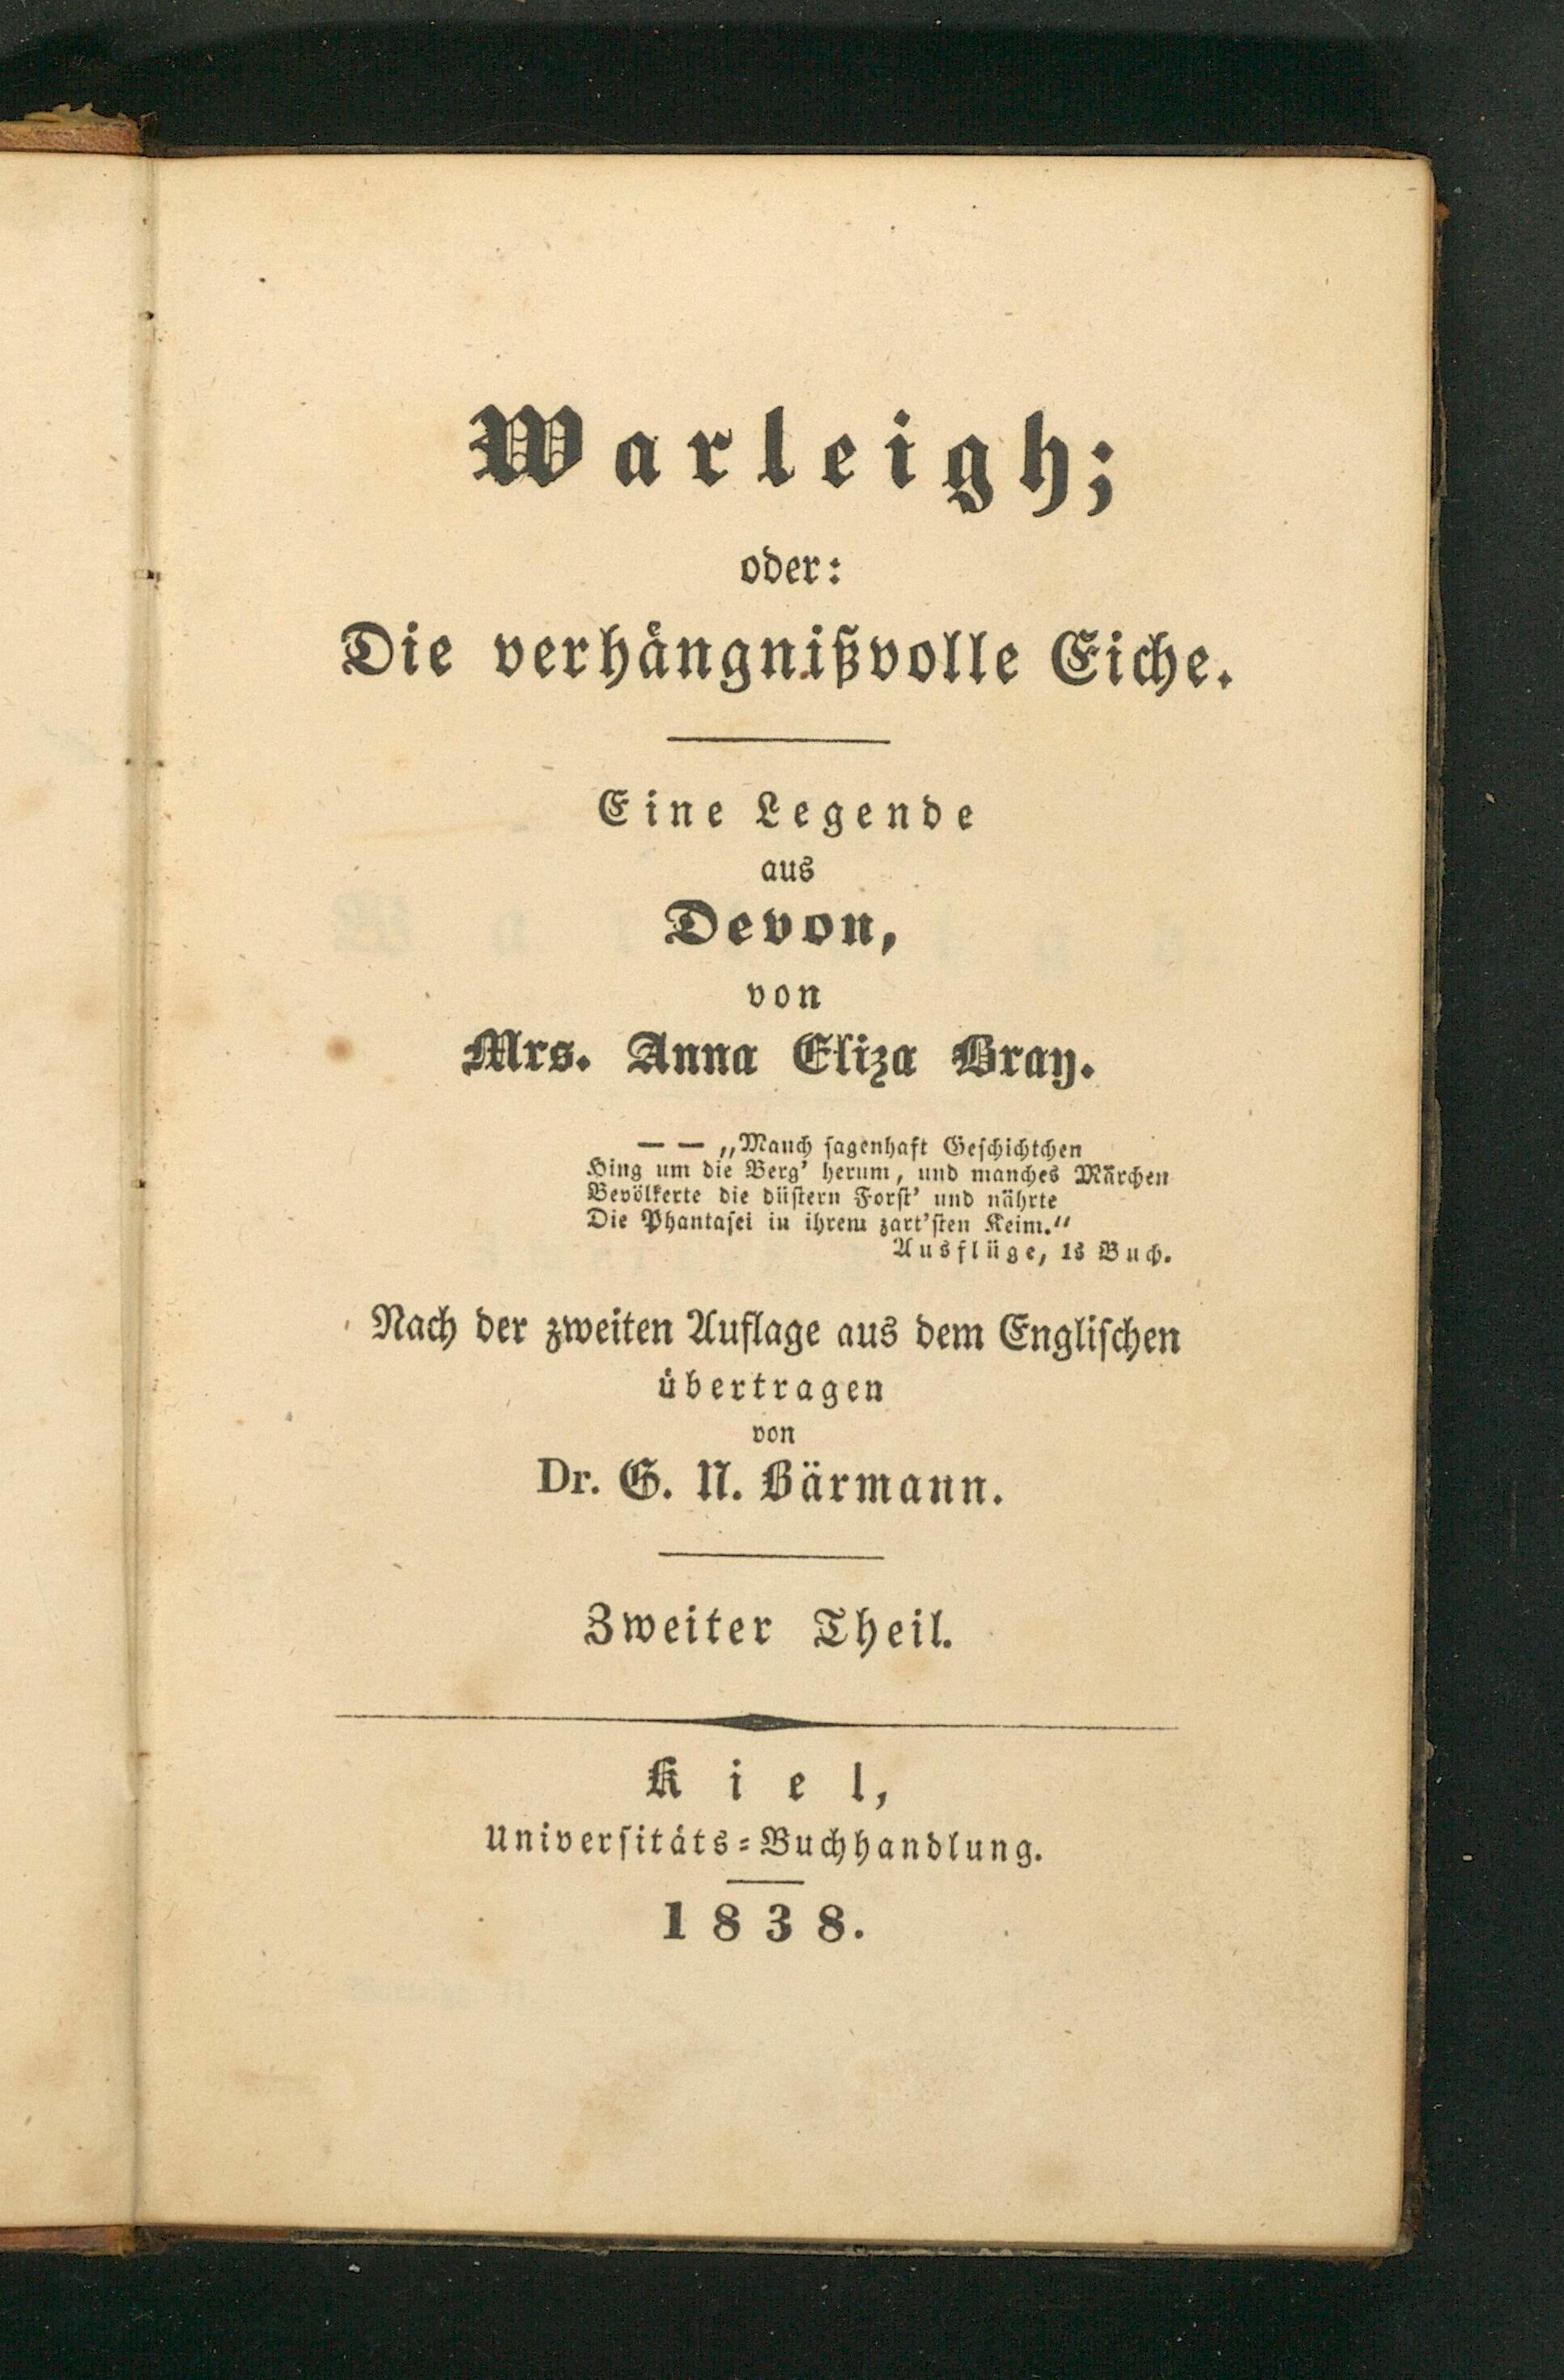 Warleigh;
oder:
Die verhängnißvolle Eiche.
Eine Legende
aus
Devon,
von
Mrs. Anna Eliza Bray.
— — „Manch sagenhaft Geschichtchen
Hing um die Berg' herum, und manches Märchen
Bevölkerte die düstern Forst' und nährte
Die Phantasei in ihrem zart'sten Keim.“
Ausflüge, 1s Buch.
Nach der zweiten Auflage aus dem Englischen
übertragen
von
Dr. G. N. Bärmann.
Zweiter Theil.
Kiel,
Universitäts-Buchhandlung.
1838.